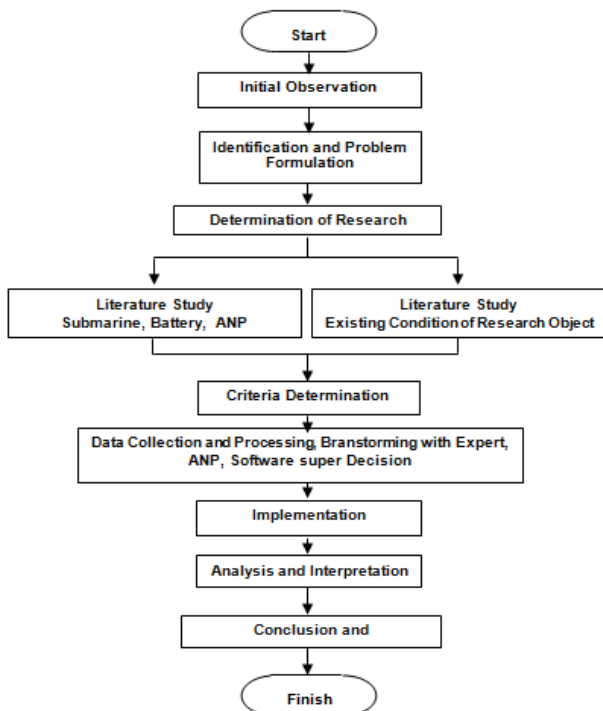 Start
Initial Observation
Identification and Problem
Formulation
Determination of Research
Literature Study
Submarine, Battery, ANP
Literature Study
Existing Condition of Research Object
Criteria Determination
Data Collection and Processing, Branstorming with Expert,
ANP, Software super Decision
Implementation
Analysis and Interpretation
Conclusion and
Finish